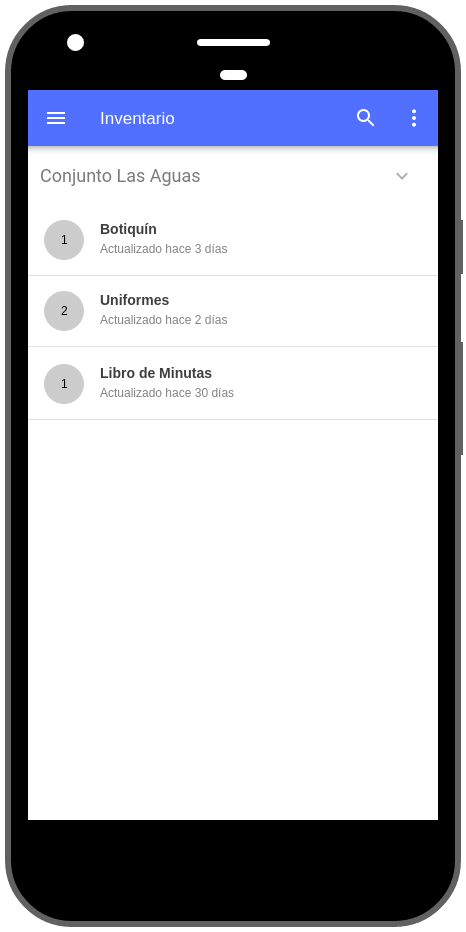 Inventario
Conjunto Las Aguas
1
Botiquín
Actualizado hace 3 días
2
Uniformes
Actualizado hace 2 días
1
Libro de Minutas
Actualizado hace 30 días